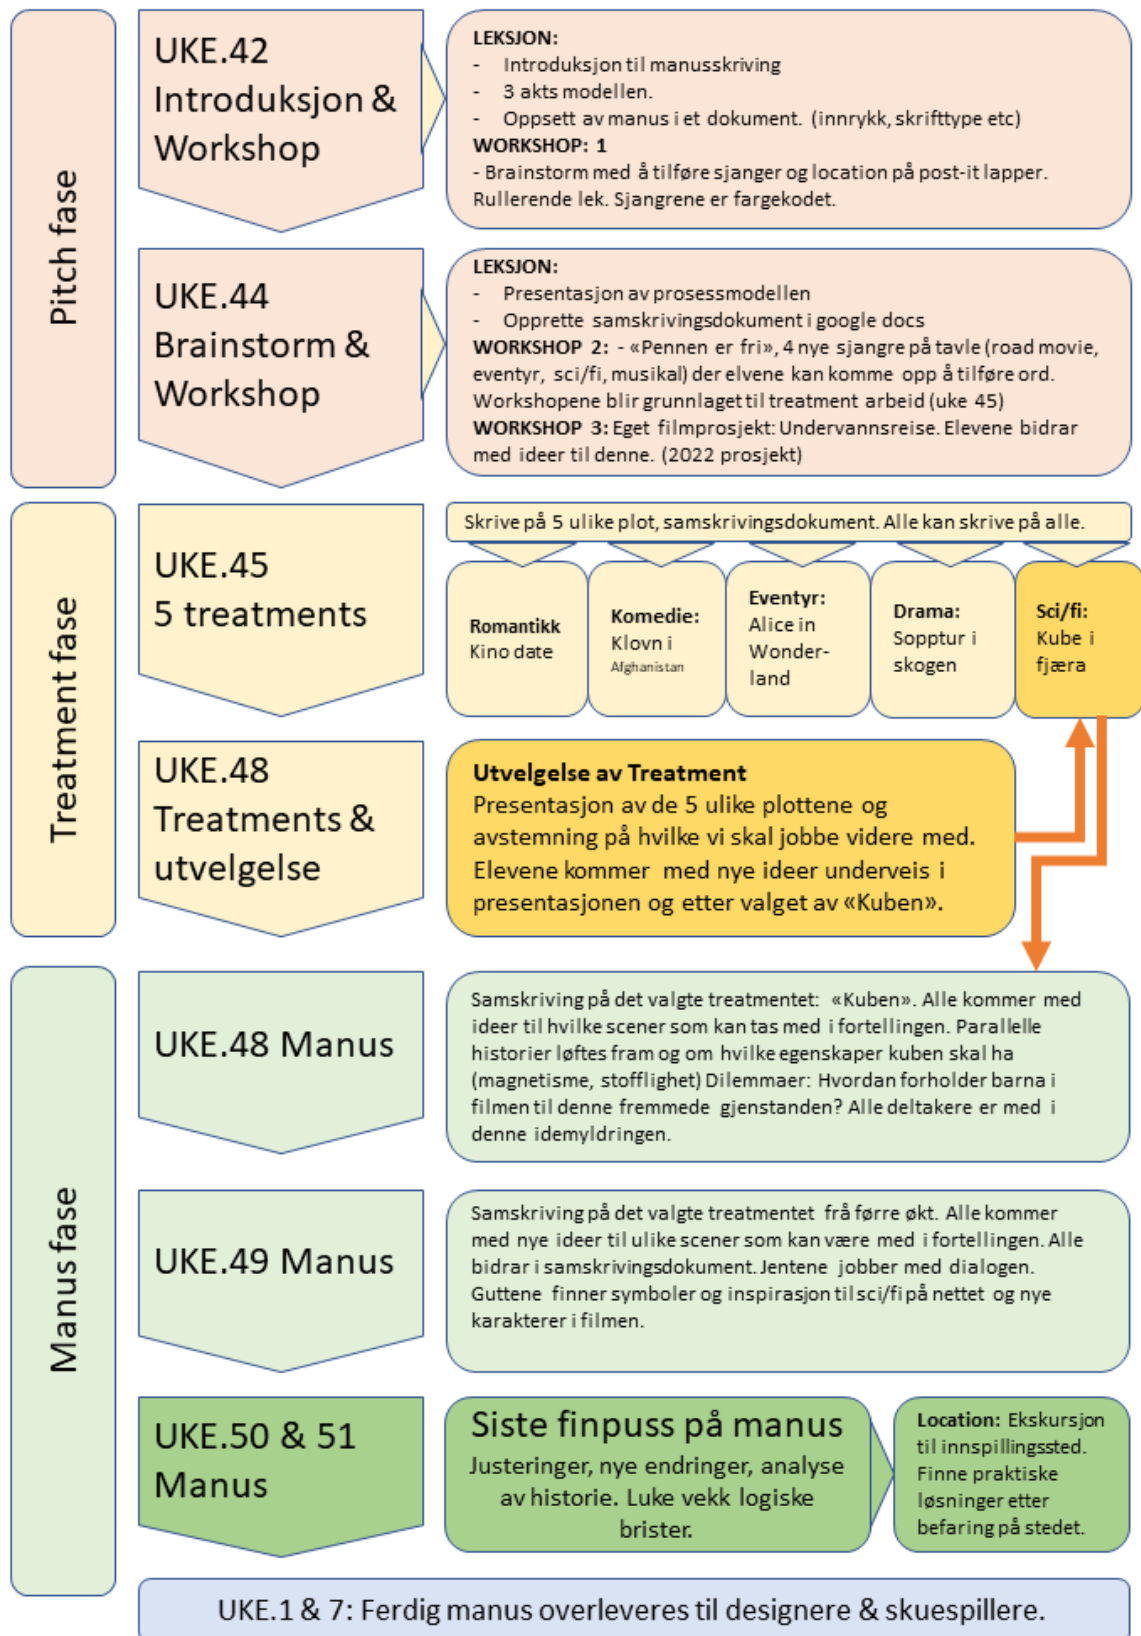 Pitch fase
UKE.42
Introduksjon &
Workshop
LEKSJON:
- Introduksjon til manusskriving
- 3 akts modellen.
- Oppsett av manus i et dokument. (innrykk, skrifttype etc)
WORKSHOP: 1
- Brainstorm med å tilføre sjanger og location på post-it lapper.
Rullerende lek. Sjangrene er fargekodet.
UKE.44
Brainstorm &
Workshop
LEKSJON:
- Presentasjon av prosessmodellen
- Opprette samskrivingsdokument i google docs
WORKSHOP 2: - «Pennen er fri», 4 nye sjangre på tavle (road movie,
eventyr, sci/fi, musikal) der elvene kan komme opp å tilføre ord.
Workshopene blir grunnlaget til treatment arbeid (uke 45)
WORKSHOP 3: Eget filmprosjekt: Undervannsreise. Elevene bidrar
med ideer til denne. (2022 prosjekt)
Treatment fase
UKE.45
5 treatments
Skrive på 5 ulike plot, samskrivingsdokument. Alle kan skrive på alle.
Romantikk
Kino date
Komedie:
Klovn i
Afghanistan
Eventyr:
Alice in
Wonder-
land
Drama:
Sopptur i
skogen
Sci/fi:
Kube i
fjæra
UKE.48
Treatments &
utvelgelse
Utvelgelse av Treatment
Presentasjon av de 5 ulike plottene og
avstemning på hvilke vi skal jobbe videre med.
Elevene kommer med nye ideer underveis i
presentasjonen og etter valget av «Kuben».
Manus fase
UKE.48 Manus
Samskriving på det valgte treatmentet: «Kuben». Alle kommer med
ideer til hvilke scener som kan tas med i fortellingen. Parallelle
historier løftes fram og om hvilke egenskaper kuben skal ha
(magnetisme, stofflighet) Dilemmaer: Hvordan forholder barna i
filmen til denne fremmede gjenstanden? Alle deltakere er med i
denne idemyldringen.
UKE.49 Manus
Samskriving på det valgte treatmentet frå førre økt. Alle kommer
med nye ideer til ulike scener som kan være med i fortellingen. Alle
bidrar i samskrivingsdokument. Jentene jobber med dialogen.
Guttene finner symboler og inspirasjon til sci/fi på nettet og nye
karakterer i filmen.
UKE.50 & 51
Manus
Siste finpuss på manus
Justeringer, nye endringer, analyse
av historie. Luke vekk logiske
brister.
Location: Ekskursjon
til innspillingssted.
Finne praktiske
løsninger etter
befaring på stedet.
UKE.1 & 7: Ferdig manus overleveres til designere & skuespillere.